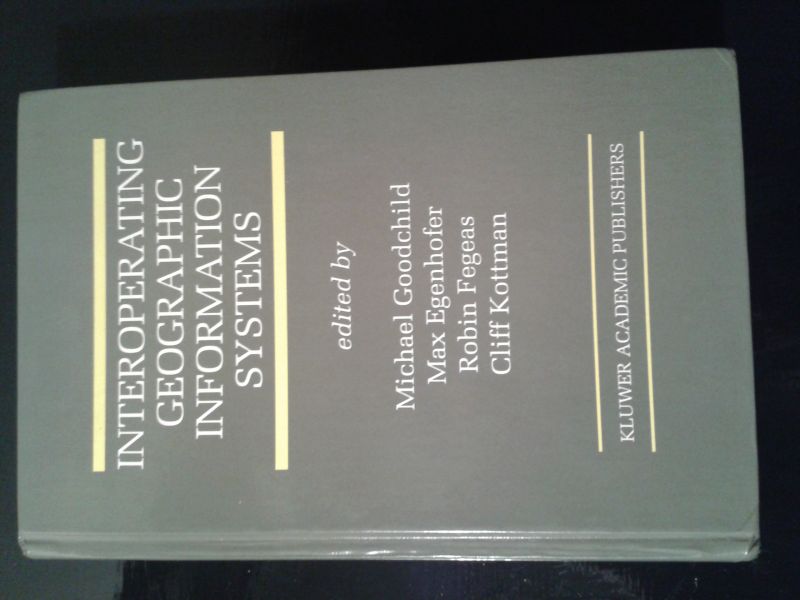 INTEROPERATING
GEOGRAPHIC
INFORMATION
SYSTEMS
edited by
Michael Goodchild
Max Egenhofer
Robin Fegeas
Cliff Kottman
KLUWER ACADEMIC PUBLISHERS